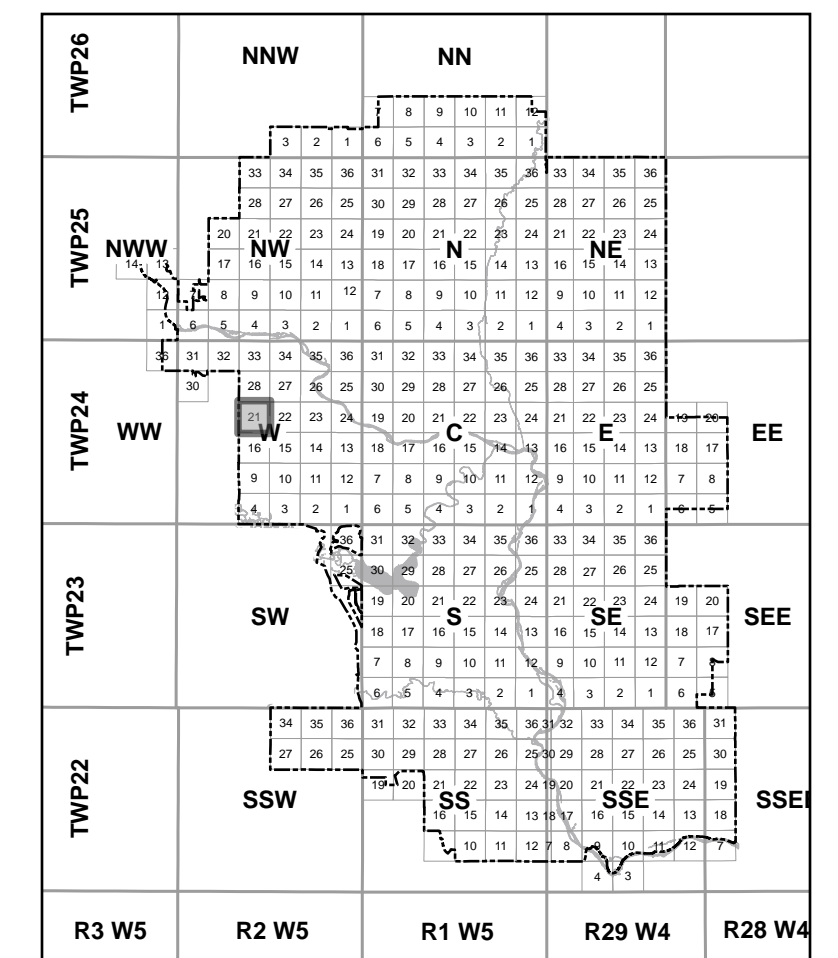 TWP26 NNW NN
7 8 9 10 11 12
3 2 1 6 5 4 3 2 1
TWP25
33 34 35 36 31 32 33 34 35 36 33 34 35 36
28 27 26 25 30 29 28 27 26 25 28 27 26 25
20 21 22 23 24 19 20 21 22 23 24 21 22 23 24
NWW NW N NE
14 13 17 16 15 14 13 18 17 16 15 14 13 16 15 14 13
12 7 8 9 10 11 12 7 8 9 10 11 12 9 10 11 12
1 6 5 4 3 2 1 6 5 4 3 2 1 4 3 2 1
TWP24
36 31 32 33 34 35 36 31 32 33 34 35 36 33 34 35 36
30 28 27 26 25 30 29 28 27 26 25 28 27 26 25
21 22 23 24 19 20 21 22 23 24 21 22 23 24 19 20
WW W C E EE
16 15 14 13 18 17 16 15 14 13 16 15 14 13 18 17
9 10 11 12 7 8 9 10 11 12 9 10 11 12 7 8
4 3 2 1 6 5 4 3 2 1 4 3 2 1 6 5
TWP23
36 31 32 33 34 35 36 33 34 35 36
25 30 29 28 27 26 25 28 27 26 25
19 20 21 22 23 24 21 22 23 24 19 20
SW S SE SEE
18 17 16 15 14 13 16 15 14 13 18 17
7 8 9 10 11 12 9 10 11 12 7 8
6 5 4 3 2 1 4 3 2 1 6
TWP22
34 35 36 31 32 33 34 35 36 31 32 33 34 35 36 31
27 26 25 30 29 28 27 26 25 30 29 28 27 26 25 30
19 20 21 22 23 24 19 20 21 22 23 24 19
SSW SS SSE SSE
16 15 14 13 18 17 16 15 14 13 18
10 11 12 7 8 9 10 11 12 7
4 3
R3 W5 R2 W5 R1 W5 R29 W4 R28 W4